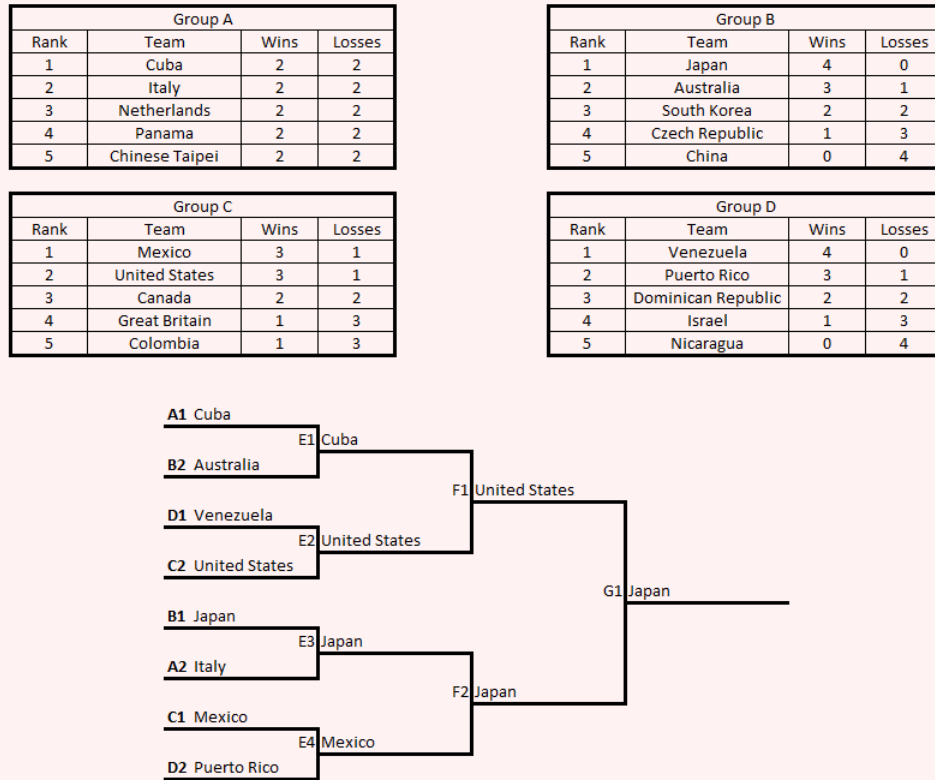 Group A
Rank Team Wins Losses
1 Cuba 2 2
2 Italy 2 2
3 Netherlands 2 2
4 Panama 2 2
5 Chinese Taipei 2 2
Group B
Rank Team Wins Losses
1 Japan 4 0
2 Australia 3 1
3 South Korea 2 2
4 Czech Republic 1 3
5 China 0 4
Group C
Rank Team Wins Losses
1 Mexico 3 1
2 United States 3 1
3 Canada 2 2
4 Great Britain 1 3
5 Colombia 1 3
Group D
Rank Team Wins Losses
1 Venezuela 4 0
2 Puerto Rico 3 1
3 Dominican Republic 2 2
4 Israel 1 3
5 Nicaragua 0 4
A1 Cuba
E1 Cuba
B2 Australia
F1 United States
D1 Venezuela
E2 United States
C2 United States
G1 Japan
B1 Japan
E3 Japan
A2 Italy
F2 Japan
C1 Mexico
E4 Mexico
D2 Puerto Rico